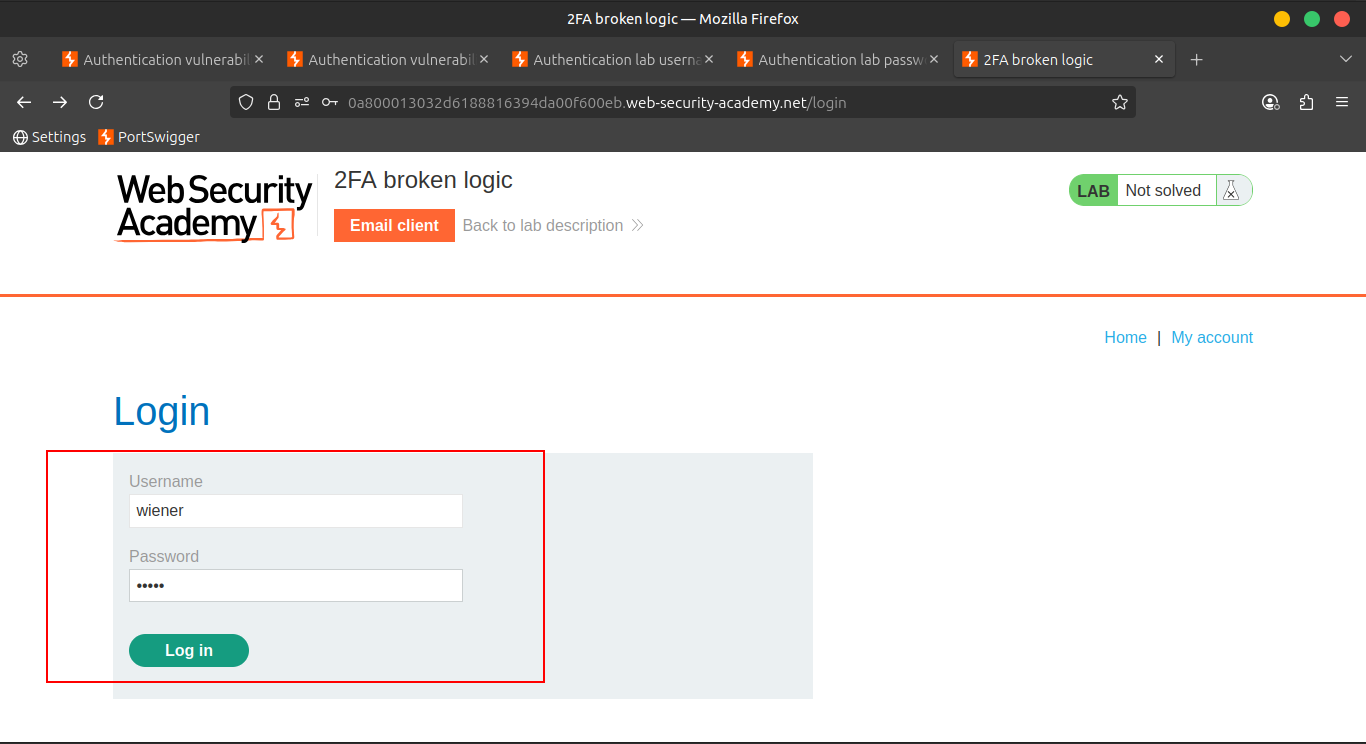 2FA broken logic — Mozilla Firefox
Authentication vulnerabil
Authentication vulnerabil
Authentication lab userna
Authentication lab passw
2FA broken logic
0a800013032d6188816394da00f600eb.web-security-academy.net/login
Settings PortSwigger
Web Security Academy
2FA broken logic
Email client Back to lab description
LAB Not solved
Home | My account
Login
Username
wiener
Password
•••••
Log in